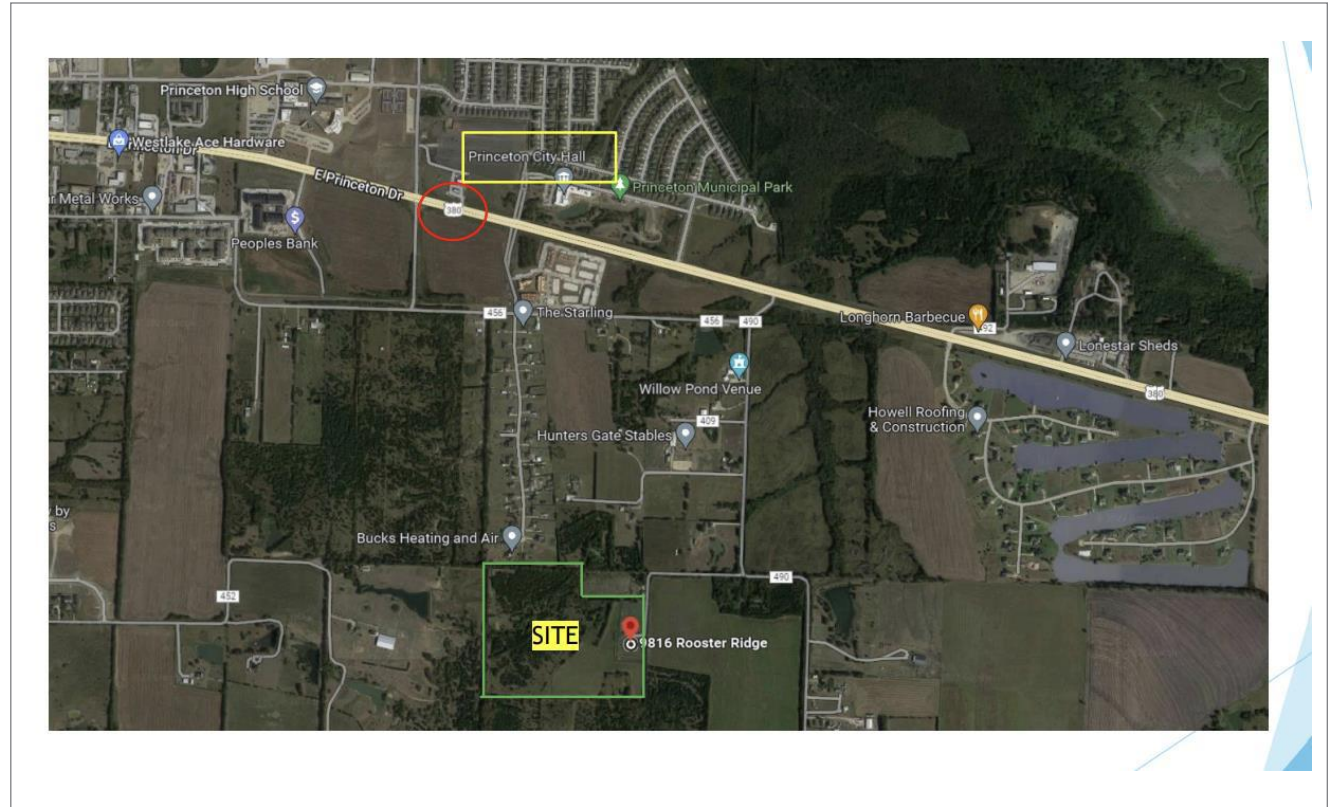 Princeton High School
Westlake Ace Hardware
E Princeton Dr
Princeton City Hall
380
Princeton Municipal Park
Metal Works
Peoples Bank
456
The Starling
456
490
Longhorn Barbecue
92
Lonestar Sheds
Willow Pond Venue
380
409
Howell Roofing
& Construction
Hunters Gate Stables
by
s
Bucks Heating and Air
490
452
SITE
9816 Rooster Ridge